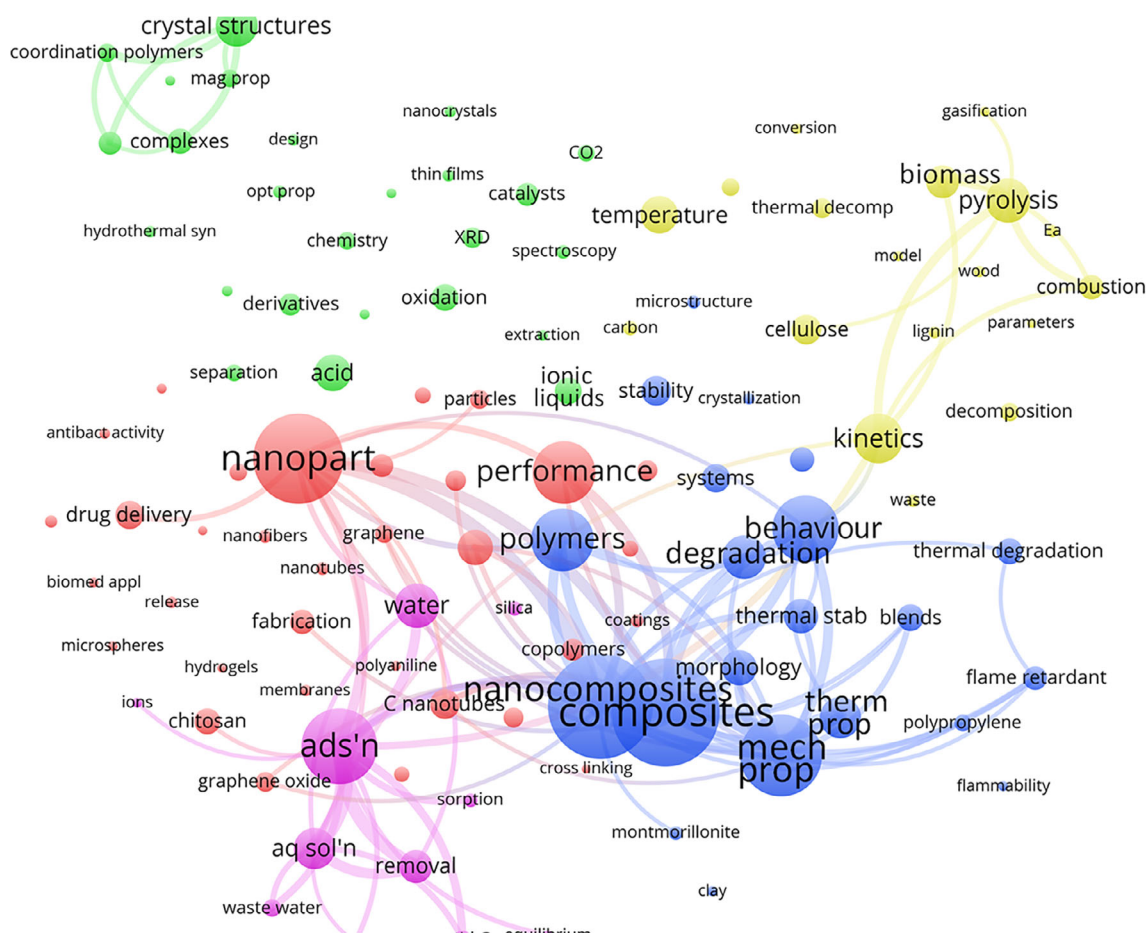 crystal structures
coordination polymers
mag prop
nanocrystals
gasification
complexes
design
conversion
CO2
thin films
biomass
opt prop
catalysts
pyrolysis
temperature
thermal decomp
hydrothermal syn
chemistry
XRD
spectroscopy
Ea
model
wood
combustion
derivatives
oxidation
microstructure
carbon
cellulose
lignin
parameters
extraction
separation
acid
ionic
liquids
stability
particles
crystallization
decomposition
antibact activity
kinetics
nanopart
performance
systems
waste
drug delivery
nanofibers
graphene
polymers
behaviour
degradation
thermal degradation
nanotubes
biomed appl
release
water
silica
fabrication
coatings
thermal stab
blends
microspheres
copolymers
hydrogels
polyaniline
morphology
flame retardant
membranes
nanocomposites
ions
C nanotubes
composites
therm
prop
chitosan
polypropylene
ads'n
mech
prop
cross linking
graphene oxide
flammability
sorption
montmorillonite
aq sol'n
removal
clay
waste water
equilibrium